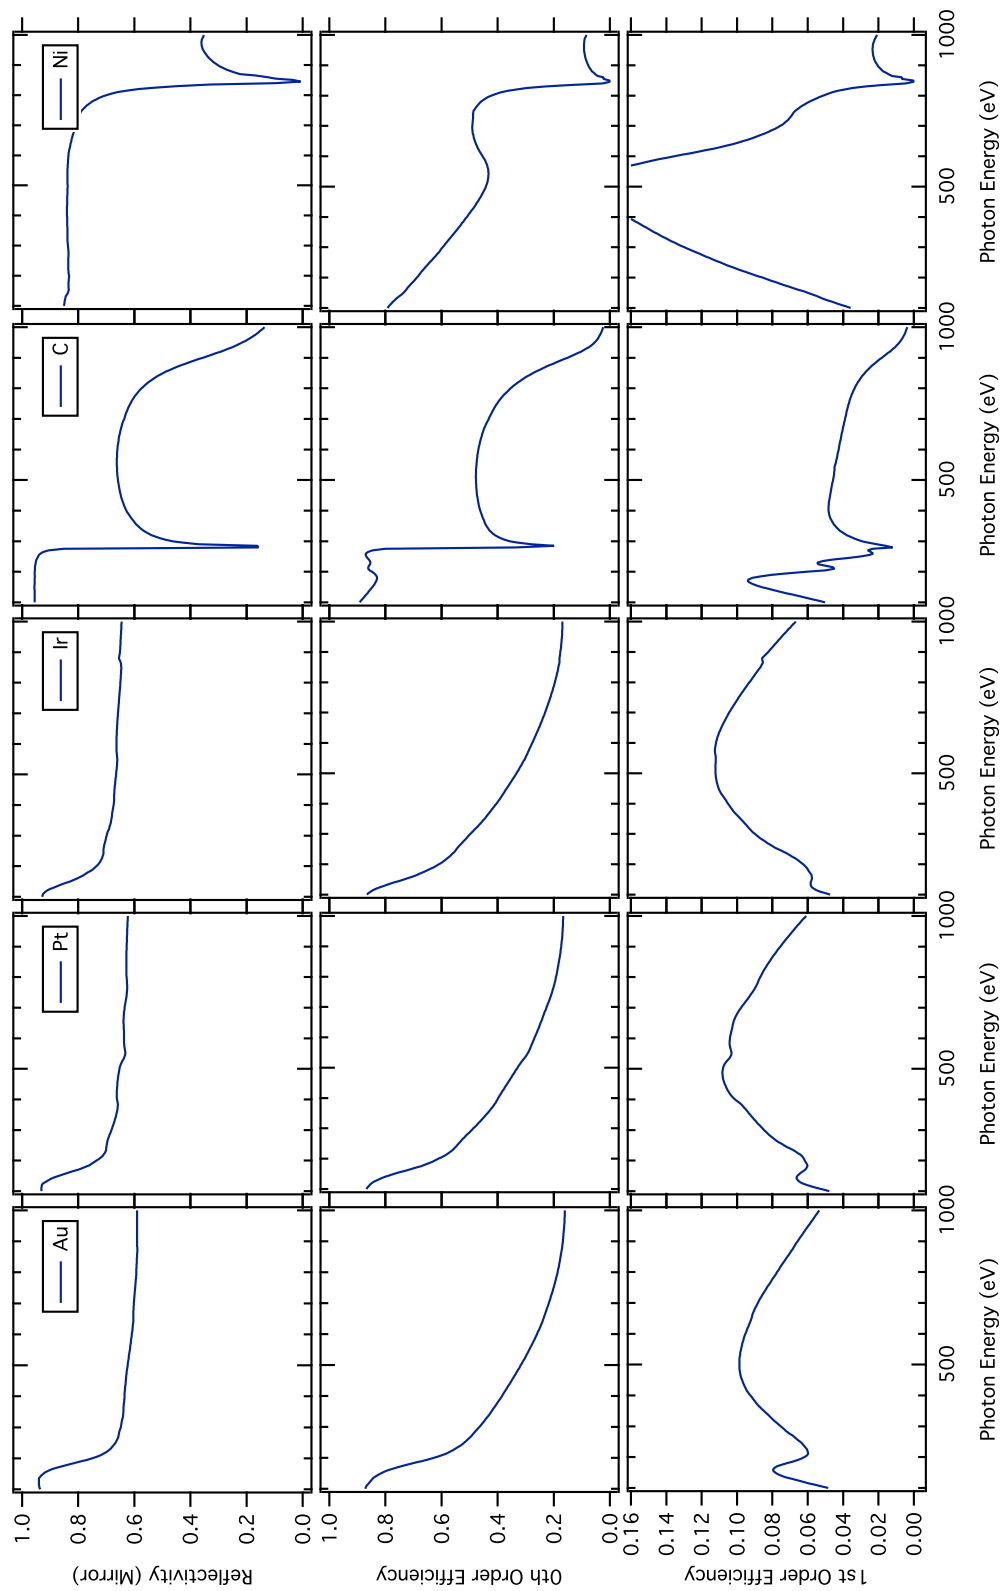 Reflectivity (Mirror)
1.0
0.8
0.6
0.4
0.2
0.0
Au
Pt
Ir
C
Ni
0th Order Efficiency
1.0
0.8
0.6
0.4
0.2
0.0
1st Order Efficiency
0.16
0.14
0.12
0.10
0.08
0.06
0.04
0.02
0.00
500 1000
500 1000
500 1000
500 1000
500 1000
Photon Energy (eV)
Photon Energy (eV)
Photon Energy (eV)
Photon Energy (eV)
Photon Energy (eV)